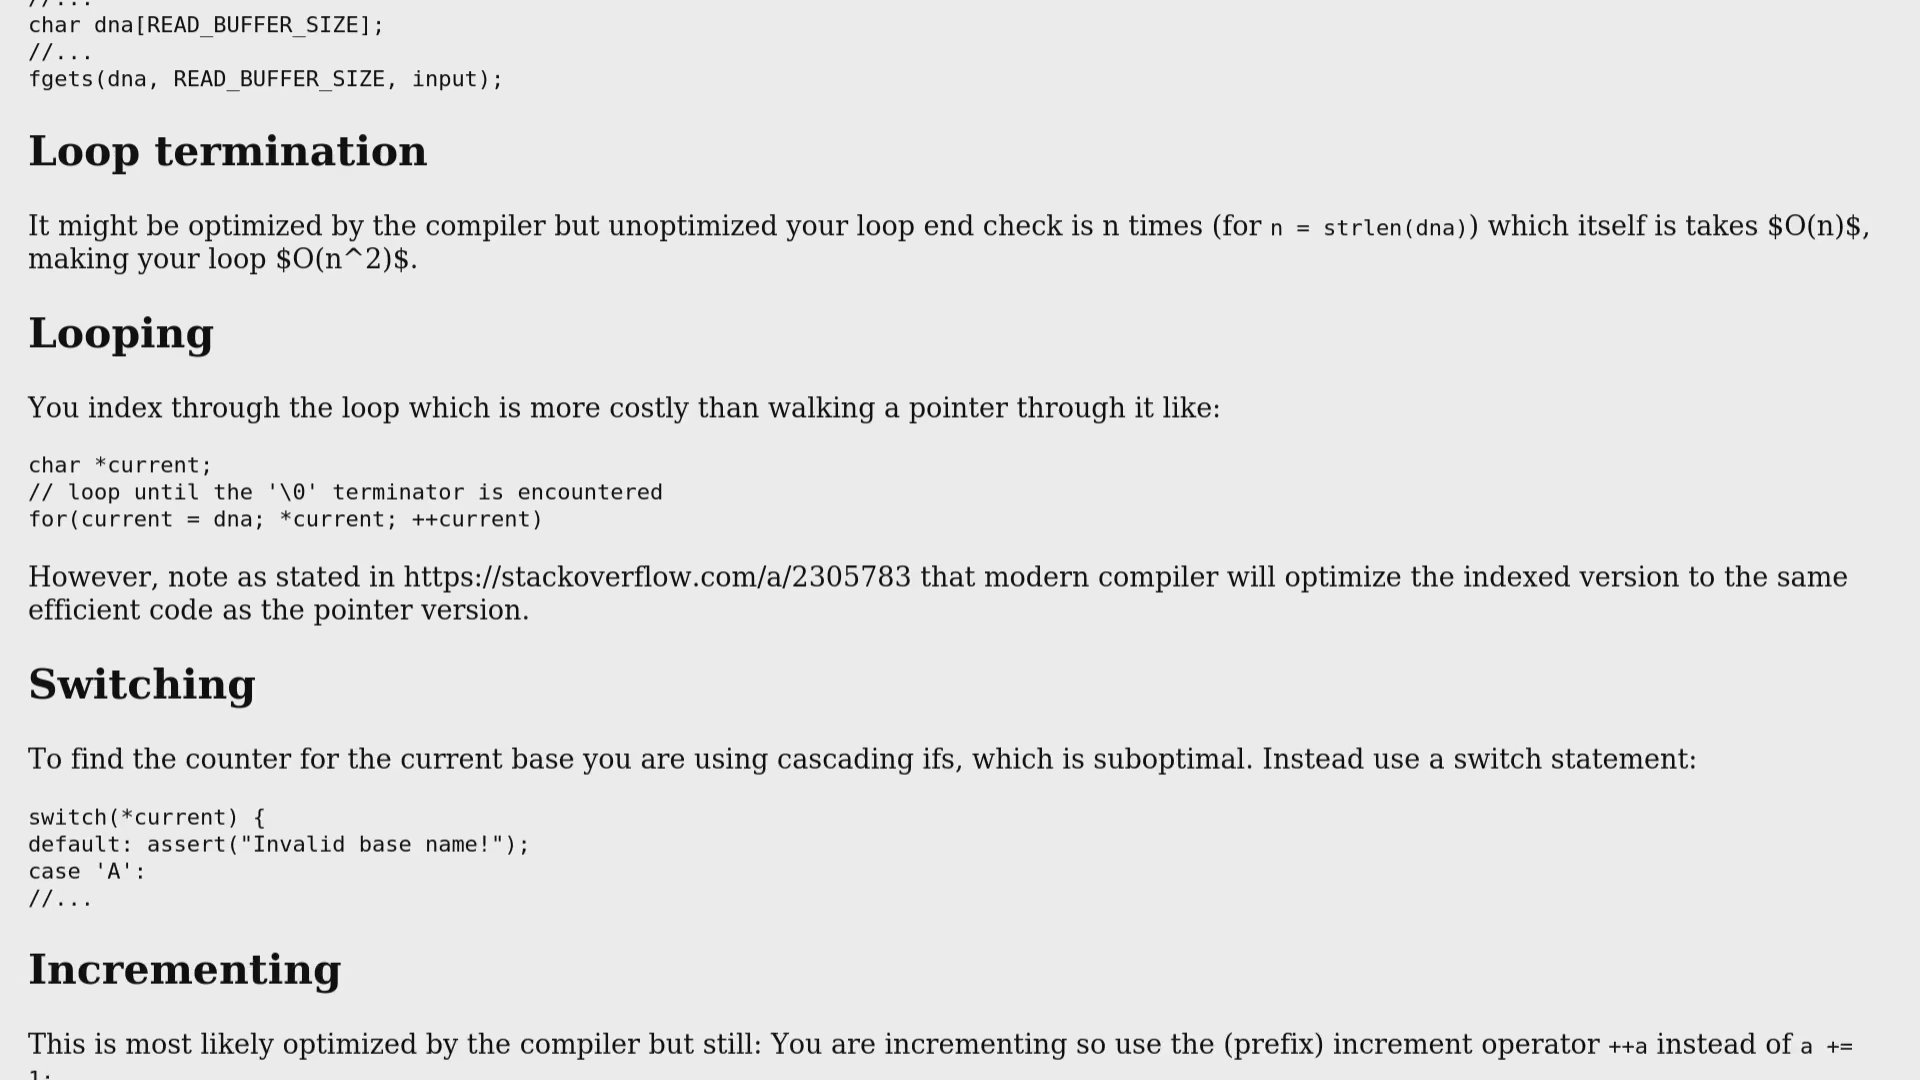 //...
char dna[READ_BUFFER_SIZE];
//...
fgets(dna, READ_BUFFER_SIZE, input);
Loop termination
It might be optimized by the compiler but unoptimized your loop end check is n times (for n = strlen(dna)) which itself is takes $O(n)$,
making your loop $O(n^2)$.
Looping
You index through the loop which is more costly than walking a pointer through it like:
char *current;
// loop until the '\0' terminator is encountered
for(current = dna; *current; ++current)
However, note as stated in https://stackoverflow.com/a/2305783 that modern compiler will optimize the indexed version to the same
efficient code as the pointer version.
Switching
To find the counter for the current base you are using cascading ifs, which is suboptimal. Instead use a switch statement:
switch(*current) {
default: assert("Invalid base name!");
case 'A':
//...
Incrementing
This is most likely optimized by the compiler but still: You are incrementing so use the (prefix) increment operator ++a instead of a +=
1;